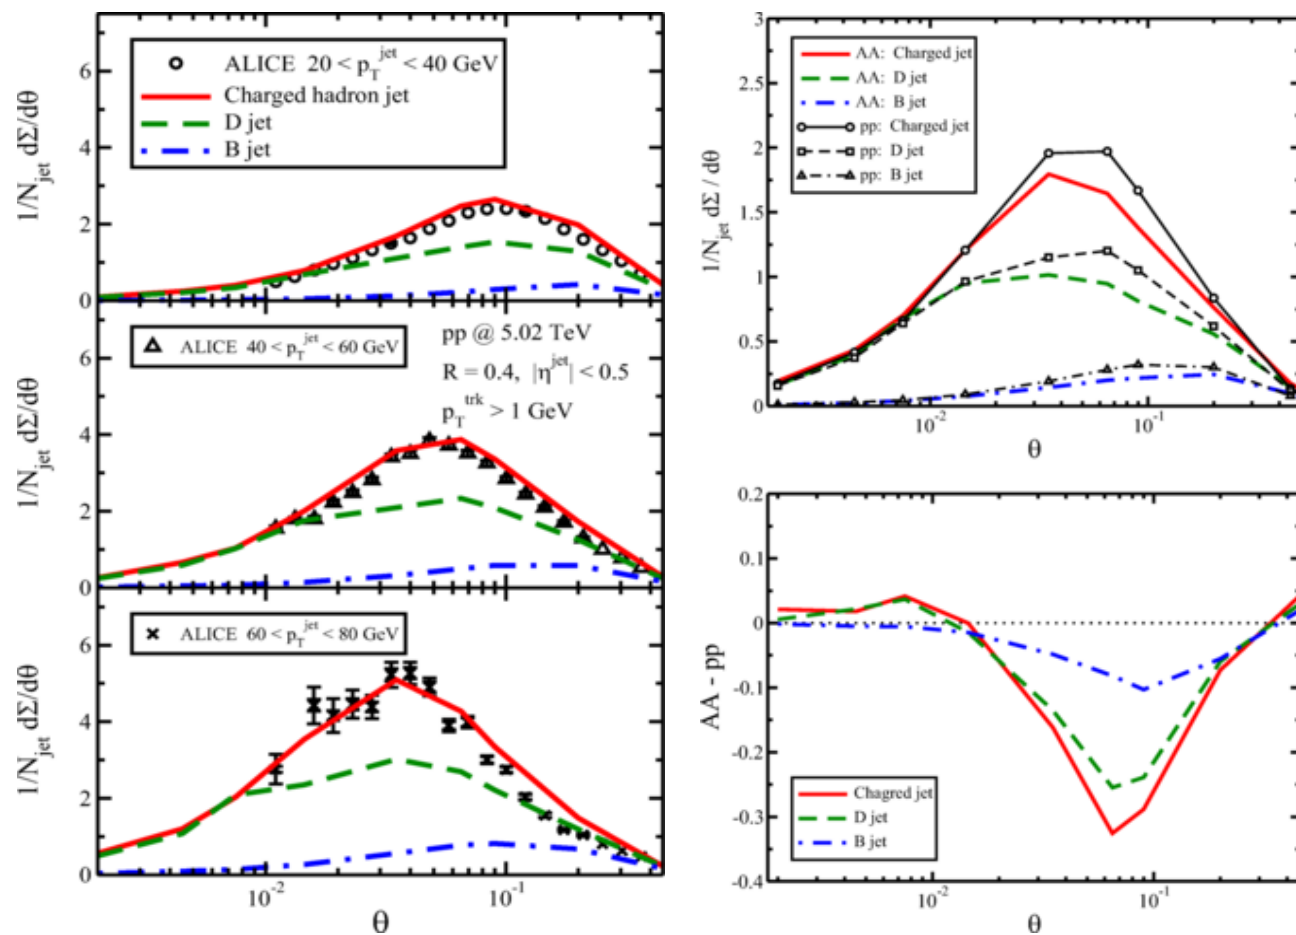 ALICE 20 < p_T^jet < 40 GeV
Charged hadron jet
D jet
B jet
1/N_jet dΣ/dθ
6
4
2
0
ALICE 40 < p_T^jet < 60 GeV
pp @ 5.02 TeV
R = 0.4, |η^jet| < 0.5
p_T^trk > 1 GeV
1/N_jet dΣ/dθ
6
4
2
0
ALICE 60 < p_T^jet < 80 GeV
1/N_jet dΣ/dθ
6
4
2
0
10^-2
10^-1
θ
AA: Charged jet
AA: D jet
AA: B jet
pp: Charged jet
pp: D jet
pp: B jet
1/N_jet dΣ / dθ
3
2.5
2
1.5
1
0.5
0
10^-2
10^-1
θ
0.2
0.1
0
-0.1
-0.2
-0.3
-0.4
AA - pp
Chagred jet
D jet
B jet
10^-2
10^-1
θ